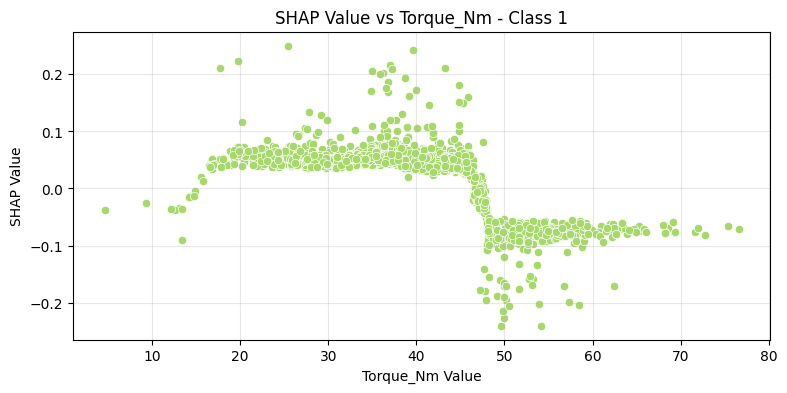 SHAP Value vs Torque_Nm - Class 1
SHAP Value
0.2
0.1
0.0
−0.1
−0.2
10 20 30 40 50 60 70 80
Torque_Nm Value